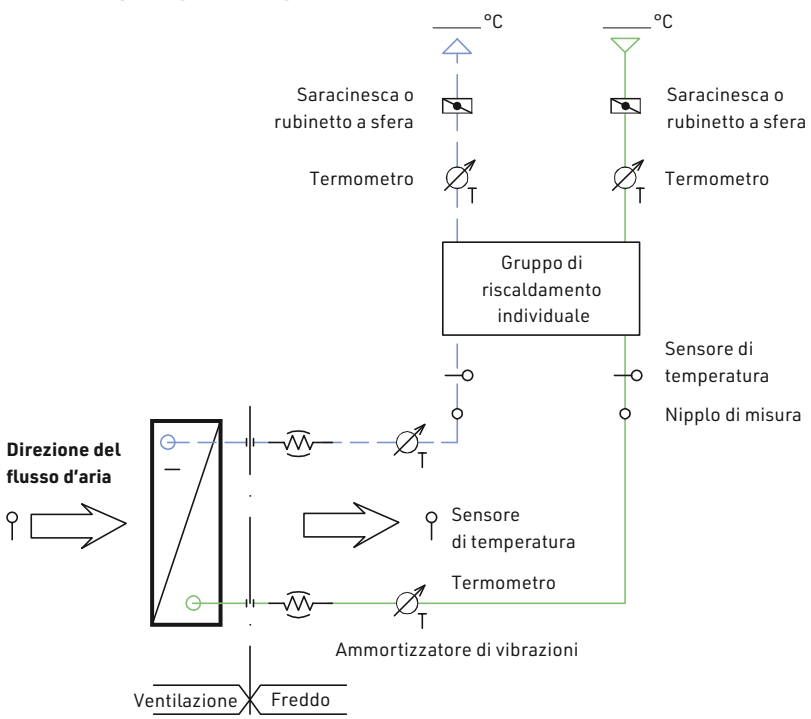 _____ °C
_____ °C
Saracinesca o
rubinetto a sfera
Saracinesca o
rubinetto a sfera
Termometro
T
T
Termometro
Gruppo di
riscaldamento
individuale
Sensore di
temperatura
Nipplo di misura
Direzione del
flusso d’aria
T
Sensore
di temperatura
Termometro
T
Ammortizzatore di vibrazioni
Ventilazione
Freddo